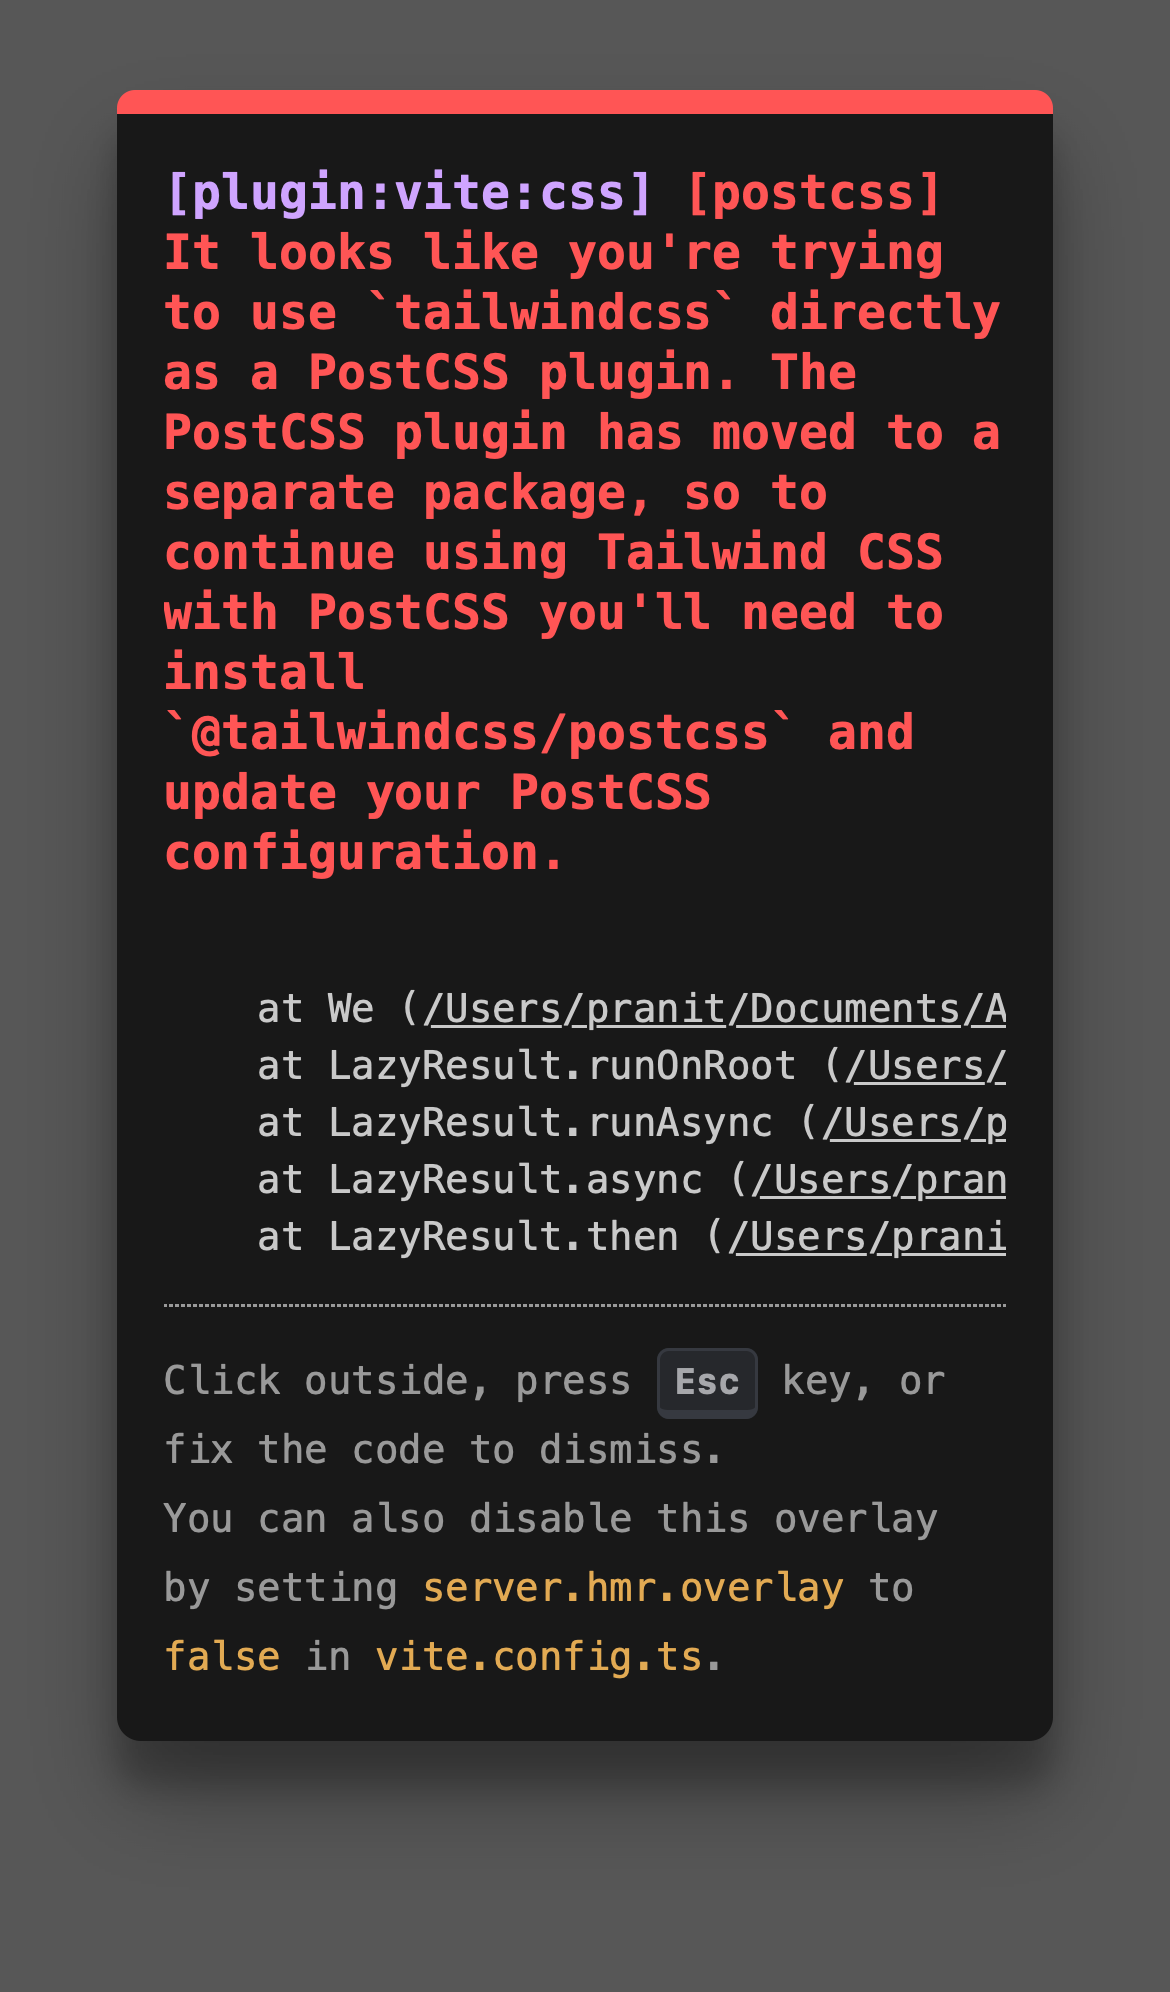 [plugin:vite:css] [postcss]
It looks like you're trying
to use `tailwindcss` directly
as a PostCSS plugin. The
PostCSS plugin has moved to a
separate package, so to
continue using Tailwind CSS
with PostCSS you'll need to
install
`@tailwindcss/postcss` and
update your PostCSS
configuration.
at We (/Users/pranit/Documents/A
at LazyResult.runOnRoot (/Users/
at LazyResult.runAsync (/Users/p
at LazyResult.async (/Users/pran
at LazyResult.then (/Users/prani
Click outside, press Esc key, or
fix the code to dismiss.
You can also disable this overlay
by setting server.hmr.overlay to
false in vite.config.ts.